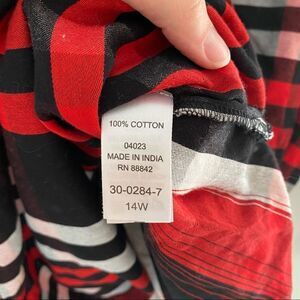 100% COTTON
04023
MADE IN INDIA
RN 88842
30-0284-7
14W